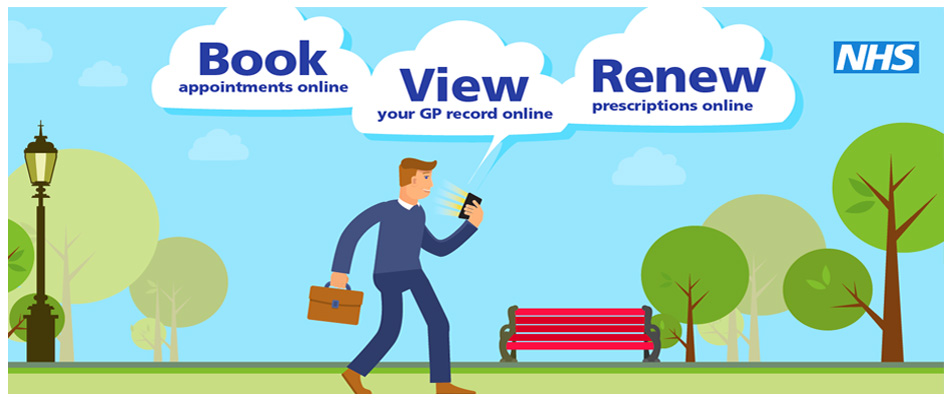 Book
appointments online
View
your GP record online
Renew
prescriptions online
NHS